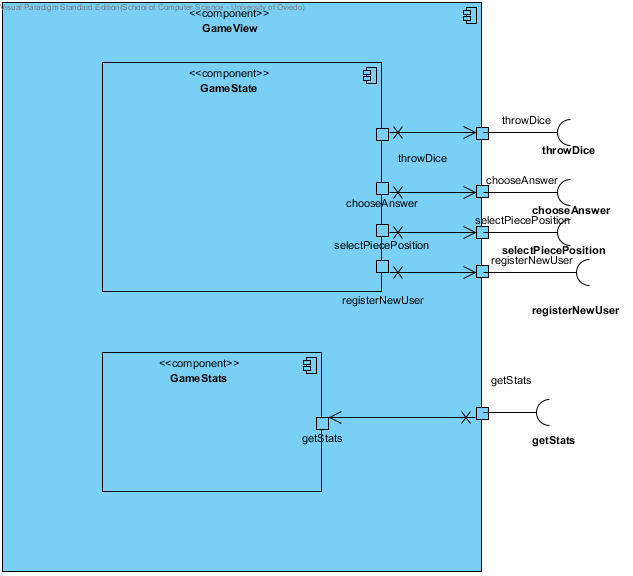 Visual Paradigm Standard Edition(School of Computer Science - University of Oviedo)
<<component>>
GameView
<<component>>
GameState
throwDice
throwDice
throwDice
chooseAnswer
chooseAnswer
chooseAnswer
selectPiecePosition
selectPiecePosition
selectPiecePosition
registerNewUser
registerNewUser
registerNewUser
<<component>>
GameStats
getStats
getStats
getStats